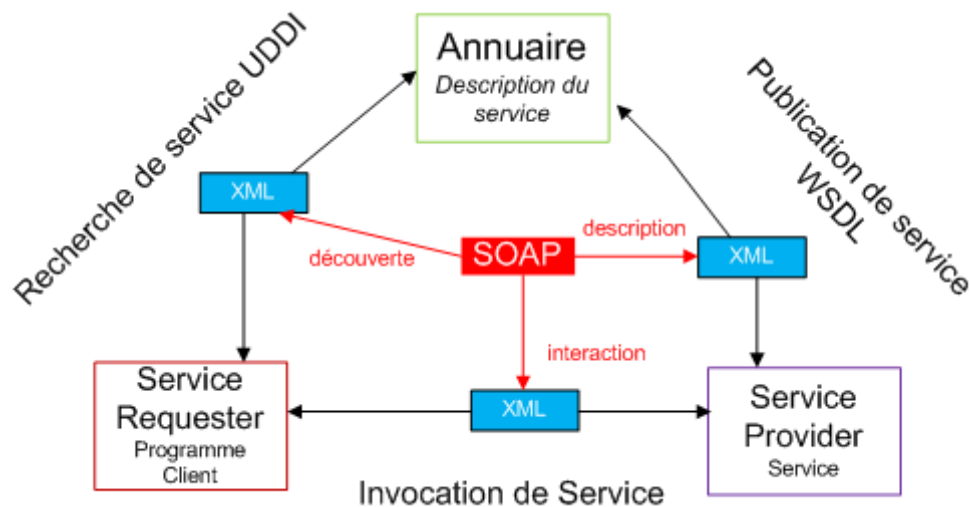 Annuaire
Description du
service
Recherche de service UDDI
Publication de service
WSDL
XML
description
SOAP
découverte
XML
interaction
Service
Requester
Programme
Client
XML
Service
Provider
Service
Invocation de Service